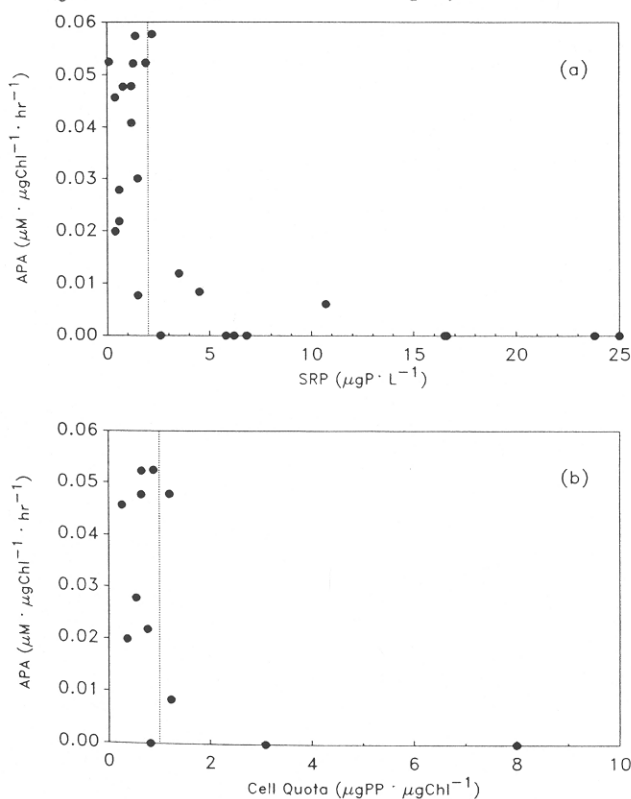 0.06
0.05
0.04
0.03
0.02
0.01
0.00
APA (μM · μgChl⁻¹ · hr⁻¹)
(a)
0 5 10 15 20 25
SRP (μgP · L⁻¹)
0.06
0.05
0.04
0.03
0.02
0.01
0.00
APA (μM · μgChl⁻¹ · hr⁻¹)
(b)
0 2 4 6 8 10
Cell Quota (μgPP · μgChl⁻¹)